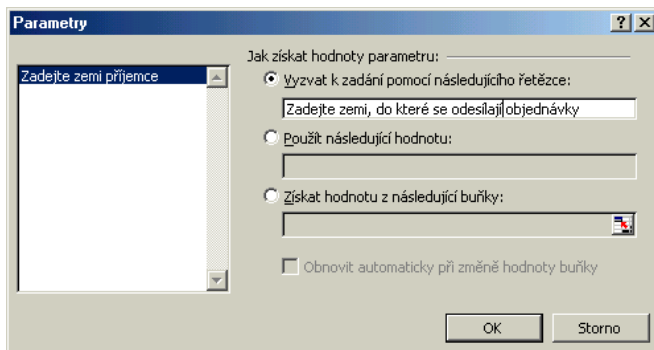 Parametry
Zadejte zemi příjemce
Jak získat hodnoty parametru:
Vyzvat k zadání pomocí následujícího řetězce:
Zadejte zemi, do které se odesílají objednávky
Použít následující hodnotu:
Získat hodnotu z následující buňky:
Obnovit automaticky při změně hodnoty buňky
OK
Storno